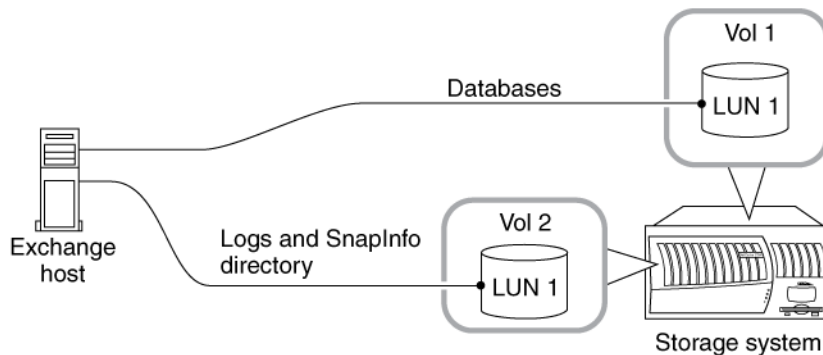 Vol 1
Databases
LUN 1
Exchange
host
Logs and SnapInfo
directory
Vol 2
LUN 1
Storage system